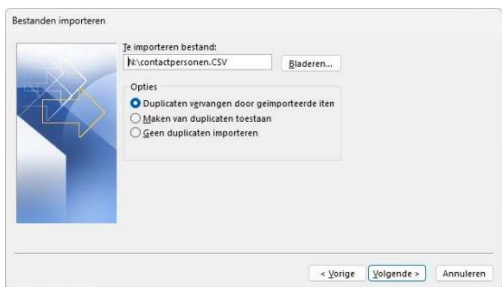 Bestanden importeren
Te importeren bestand:
N:\contactpersonen.CSV
Bladeren...
Opties
Duplicaten vervangen door geïmporteerde iten
Maken van duplicaten toestaan
Geen duplicaten importeren
< Vorige
Volgende >
Annuleren